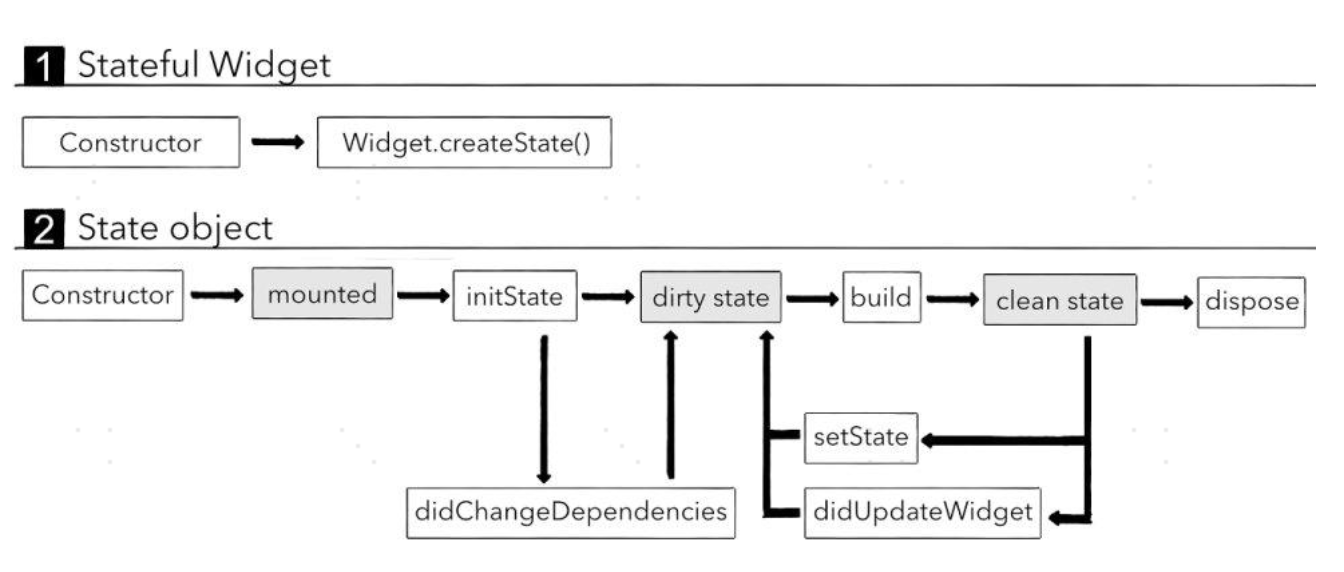 1 Stateful Widget
Constructor
Widget.createState()
2 State object
Constructor
mounted
initState
dirty state
build
clean state
dispose
setState
didChangeDependencies
didUpdateWidget